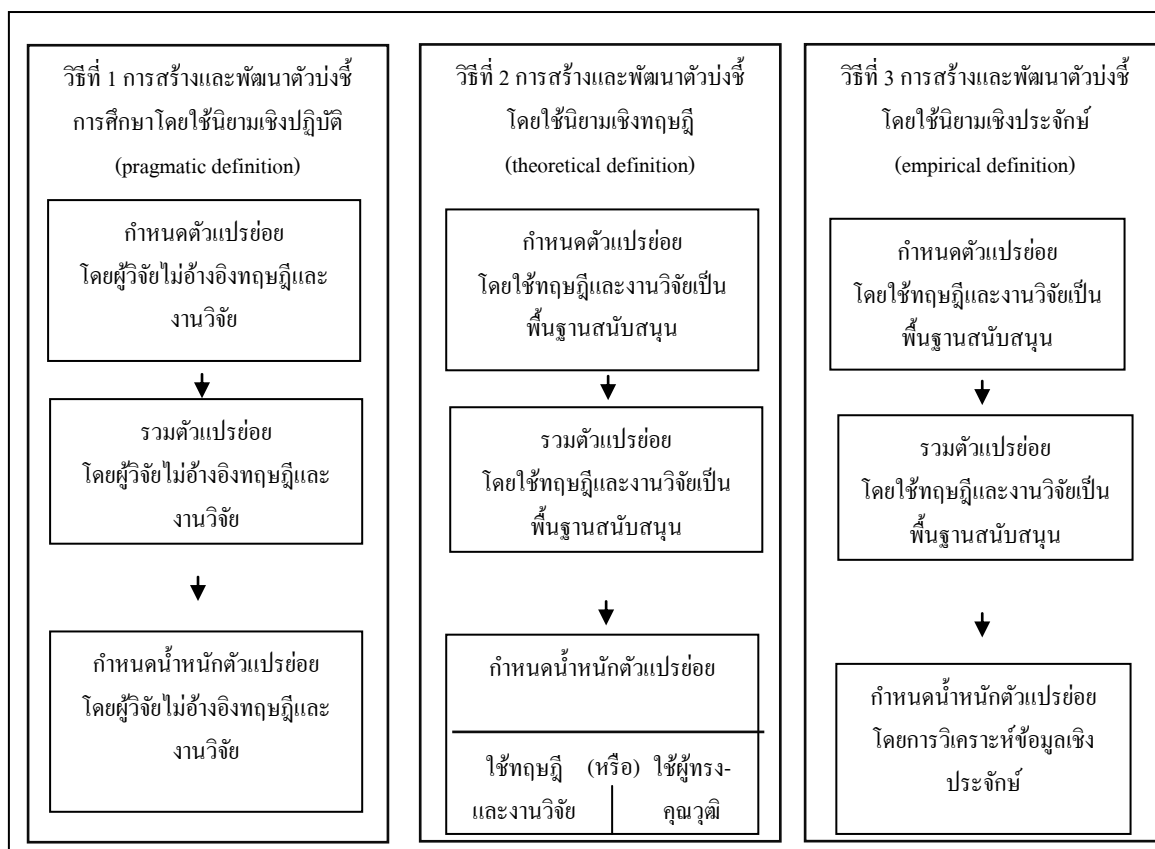 วิธีที่ 1 การสร้างและพัฒนาตัวบ่งชี้
การศึกษาโดยใช้นิยามเชิงปฏิบัติ
(pragmatic definition)
กำหนดตัวแปรย่อย
โดยผู้วิจัยไม่อ้างอิงทฤษฎีและ
งานวิจัย
รวมตัวแปรย่อย
โดยผู้วิจัยไม่อ้างอิงทฤษฎีและ
งานวิจัย
กำหนดน้ำหนักตัวแปรย่อย
โดยผู้วิจัยไม่อ้างอิงทฤษฎีและ
งานวิจัย
วิธีที่ 2 การสร้างและพัฒนาตัวบ่งชี้
โดยใช้นิยามเชิงทฤษฎี
(theoretical definition)
กำหนดตัวแปรย่อย
โดยใช้ทฤษฎีและงานวิจัยเป็น
พื้นฐานสนับสนุน
รวมตัวแปรย่อย
โดยใช้ทฤษฎีและงานวิจัยเป็น
พื้นฐานสนับสนุน
กำหนดน้ำหนักตัวแปรย่อย
ใช้ทฤษฎี (หรือ) ใช้ผู้ทรง-
และงานวิจัย คุณวุฒิ
วิธีที่ 3 การสร้างและพัฒนาตัวบ่งชี้
โดยใช้นิยามเชิงประจักษ์
(empirical definition)
กำหนดตัวแปรย่อย
โดยใช้ทฤษฎีและงานวิจัยเป็น
พื้นฐานสนับสนุน
รวมตัวแปรย่อย
โดยใช้ทฤษฎีและงานวิจัยเป็น
พื้นฐานสนับสนุน
กำหนดน้ำหนักตัวแปรย่อย
โดยการวิเคราะห์ข้อมูลเชิง
ประจักษ์